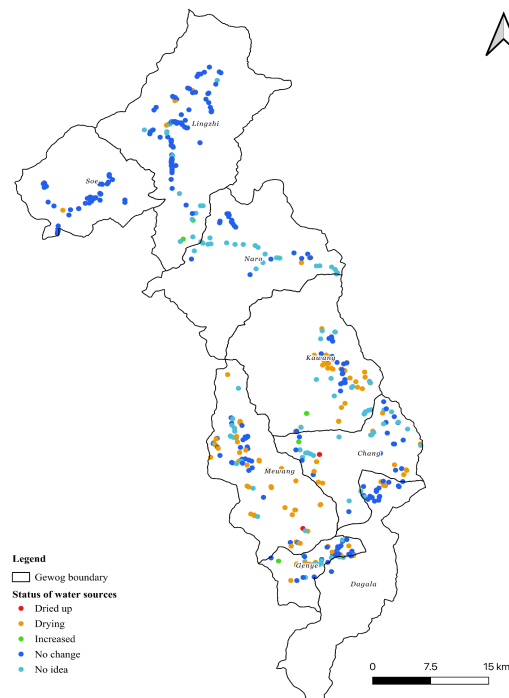 Lingzhi
Soe
Naro
Kawang
Chang
Mewang
Genye
Dagala
Legend
Gewog boundary
Status of water sources
Dried up
Drying
Increased
No change
No idea
0 7.5 15 km